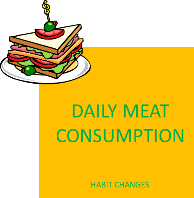 DAILY MEAT
CONSUMPTION
HABIT CHANGES